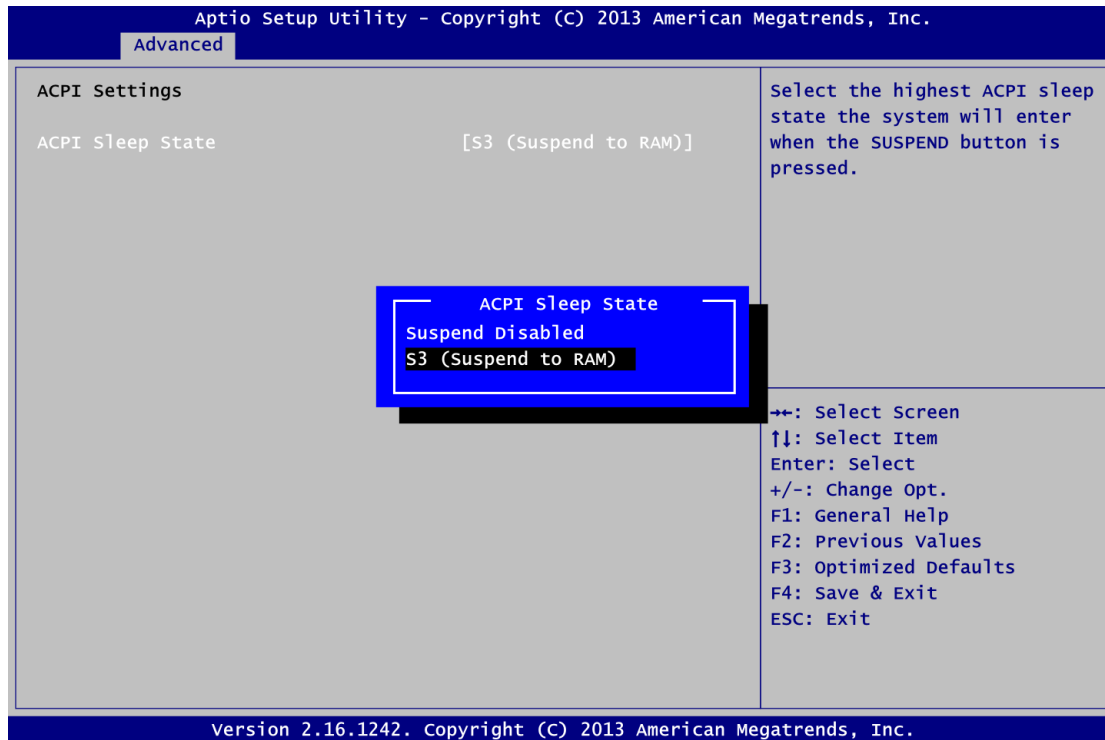 Aptio Setup Utility – Copyright (C) 2013 American Megatrends, Inc.
Advanced
ACPI Settings
ACPI Sleep State [S3 (Suspend to RAM)]
Select the highest ACPI sleep
state the system will enter
when the SUSPEND button is
pressed.
ACPI Sleep State
Suspend Disabled
S3 (Suspend to RAM)
→←: Select Screen
↑↓: Select Item
Enter: Select
+/-: Change Opt.
F1: General Help
F2: Previous Values
F3: Optimized Defaults
F4: Save & Exit
ESC: Exit
Version 2.16.1242. Copyright (C) 2013 American Megatrends, Inc.